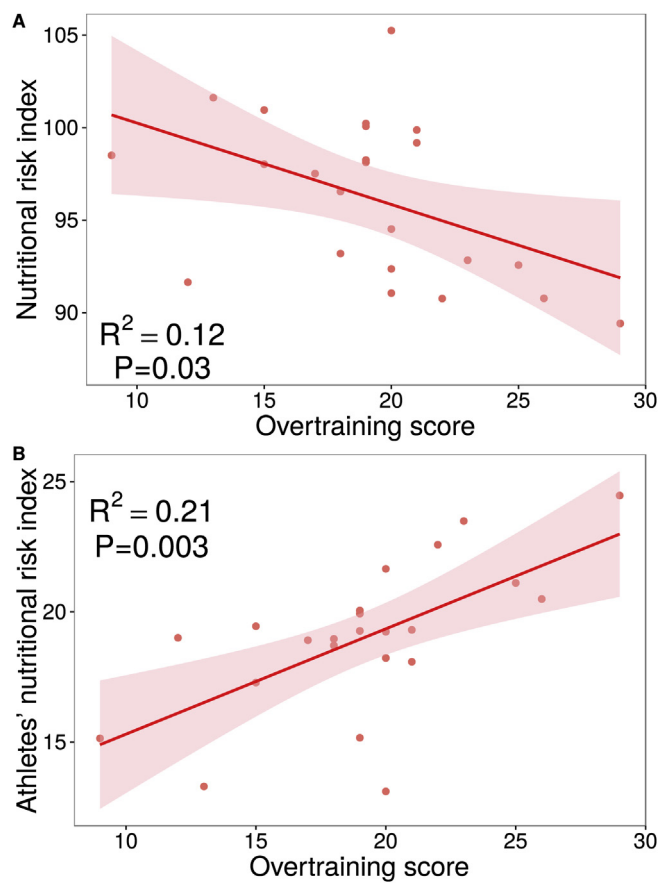 A
Nutritional risk index
105
100
95
90
R² = 0.12
P=0.03
10 15 20 25 30
Overtraining score
B
Athletes' nutritional risk index
25
20
15
R² = 0.21
P=0.003
10 15 20 25 30
Overtraining score